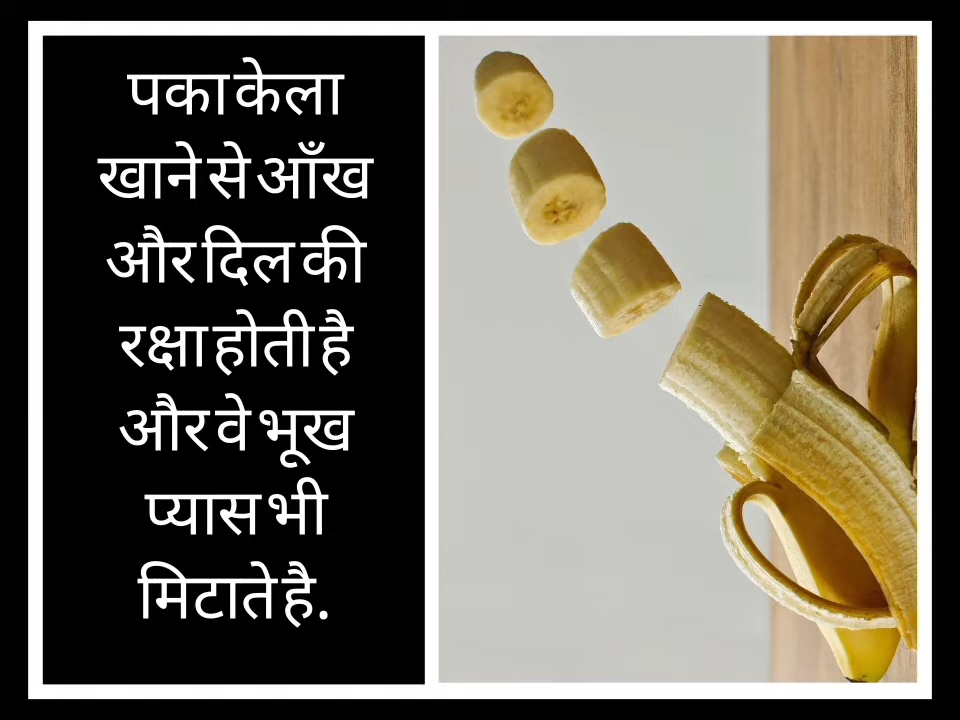 पका केला
खाने से आँख
और दिल की
रक्षा होती है
और वे भूख
प्यास भी
मिटाते है.